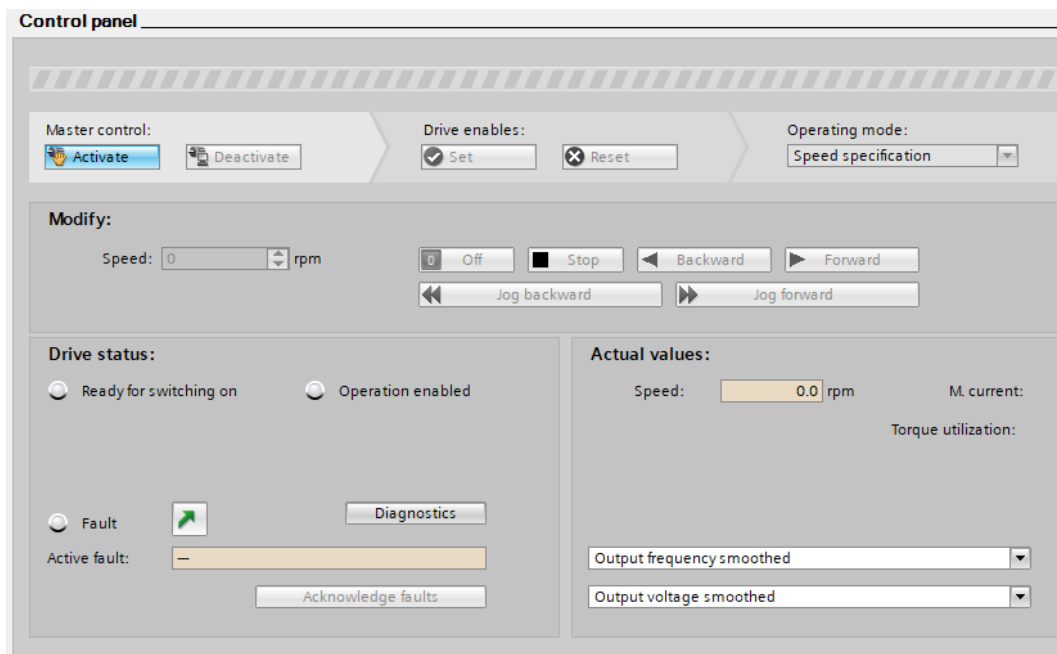 Control panel
Master control:
Drive enables:
Operating mode:
Activate
Deactivate
Set
Reset
Speed specification
Modify:
Speed: 0 rpm
0 Off
Stop
Backward
Forward
Jog backward
Jog forward
Drive status:
Ready for switching on
Operation enabled
Fault
Diagnostics
Active fault: —
Acknowledge faults
Actual values:
Speed: 0.0 rpm
M. current:
Torque utilization:
Output frequency smoothed
Output voltage smoothed